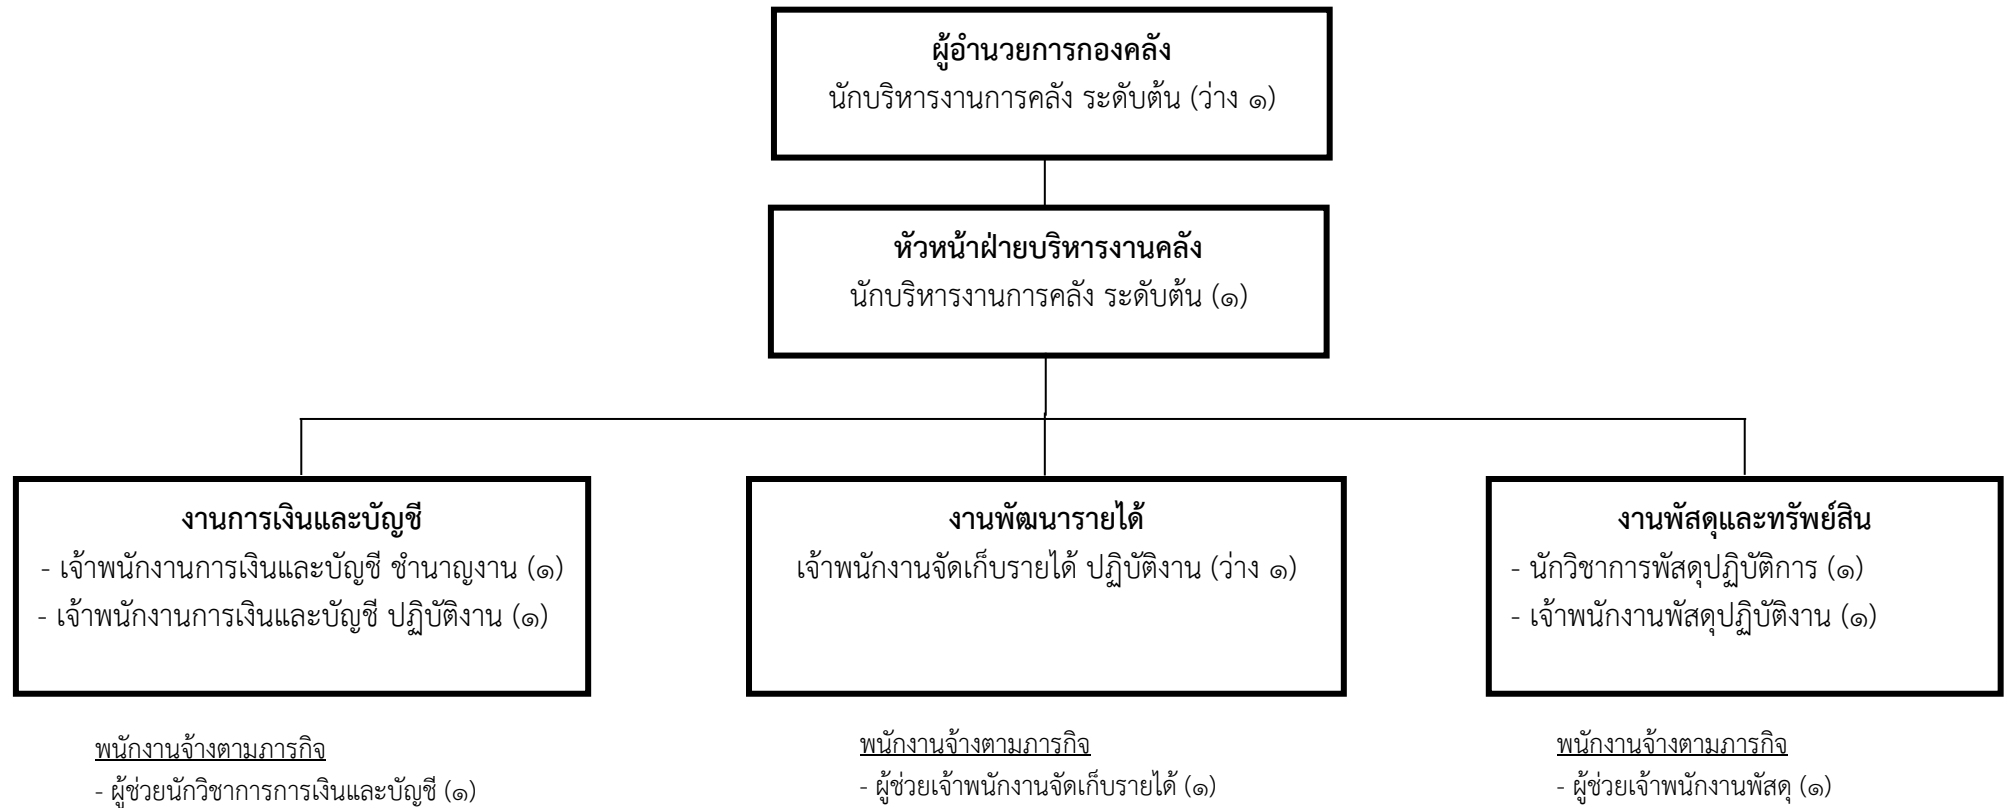 ผู้อำนวยการกองคลัง
นักบริหารงานการคลัง ระดับต้น (ว่าง ๑)
หัวหน้าฝ่ายบริหารงานคลัง
นักบริหารงานการคลัง ระดับต้น (๑)
งานการเงินและบัญชี
- เจ้าพนักงานการเงินและบัญชี ชำนาญงาน (๑)
- เจ้าพนักงานการเงินและบัญชี ปฏิบัติงาน (๑)
พนักงานจ้างตามภารกิจ
- ผู้ช่วยนักวิชาการการเงินและบัญชี (๑)
งานพัฒนารายได้
เจ้าพนักงานจัดเก็บรายได้ ปฏิบัติงาน (ว่าง ๑)
พนักงานจ้างตามภารกิจ
- ผู้ช่วยเจ้าพนักงานจัดเก็บรายได้ (๑)
งานพัสดุและทรัพย์สิน
- นักวิชาการพัสดุปฏิบัติการ (๑)
- เจ้าพนักงานพัสดุปฏิบัติงาน (๑)
พนักงานจ้างตามภารกิจ
- ผู้ช่วยเจ้าพนักงานพัสดุ (๑)